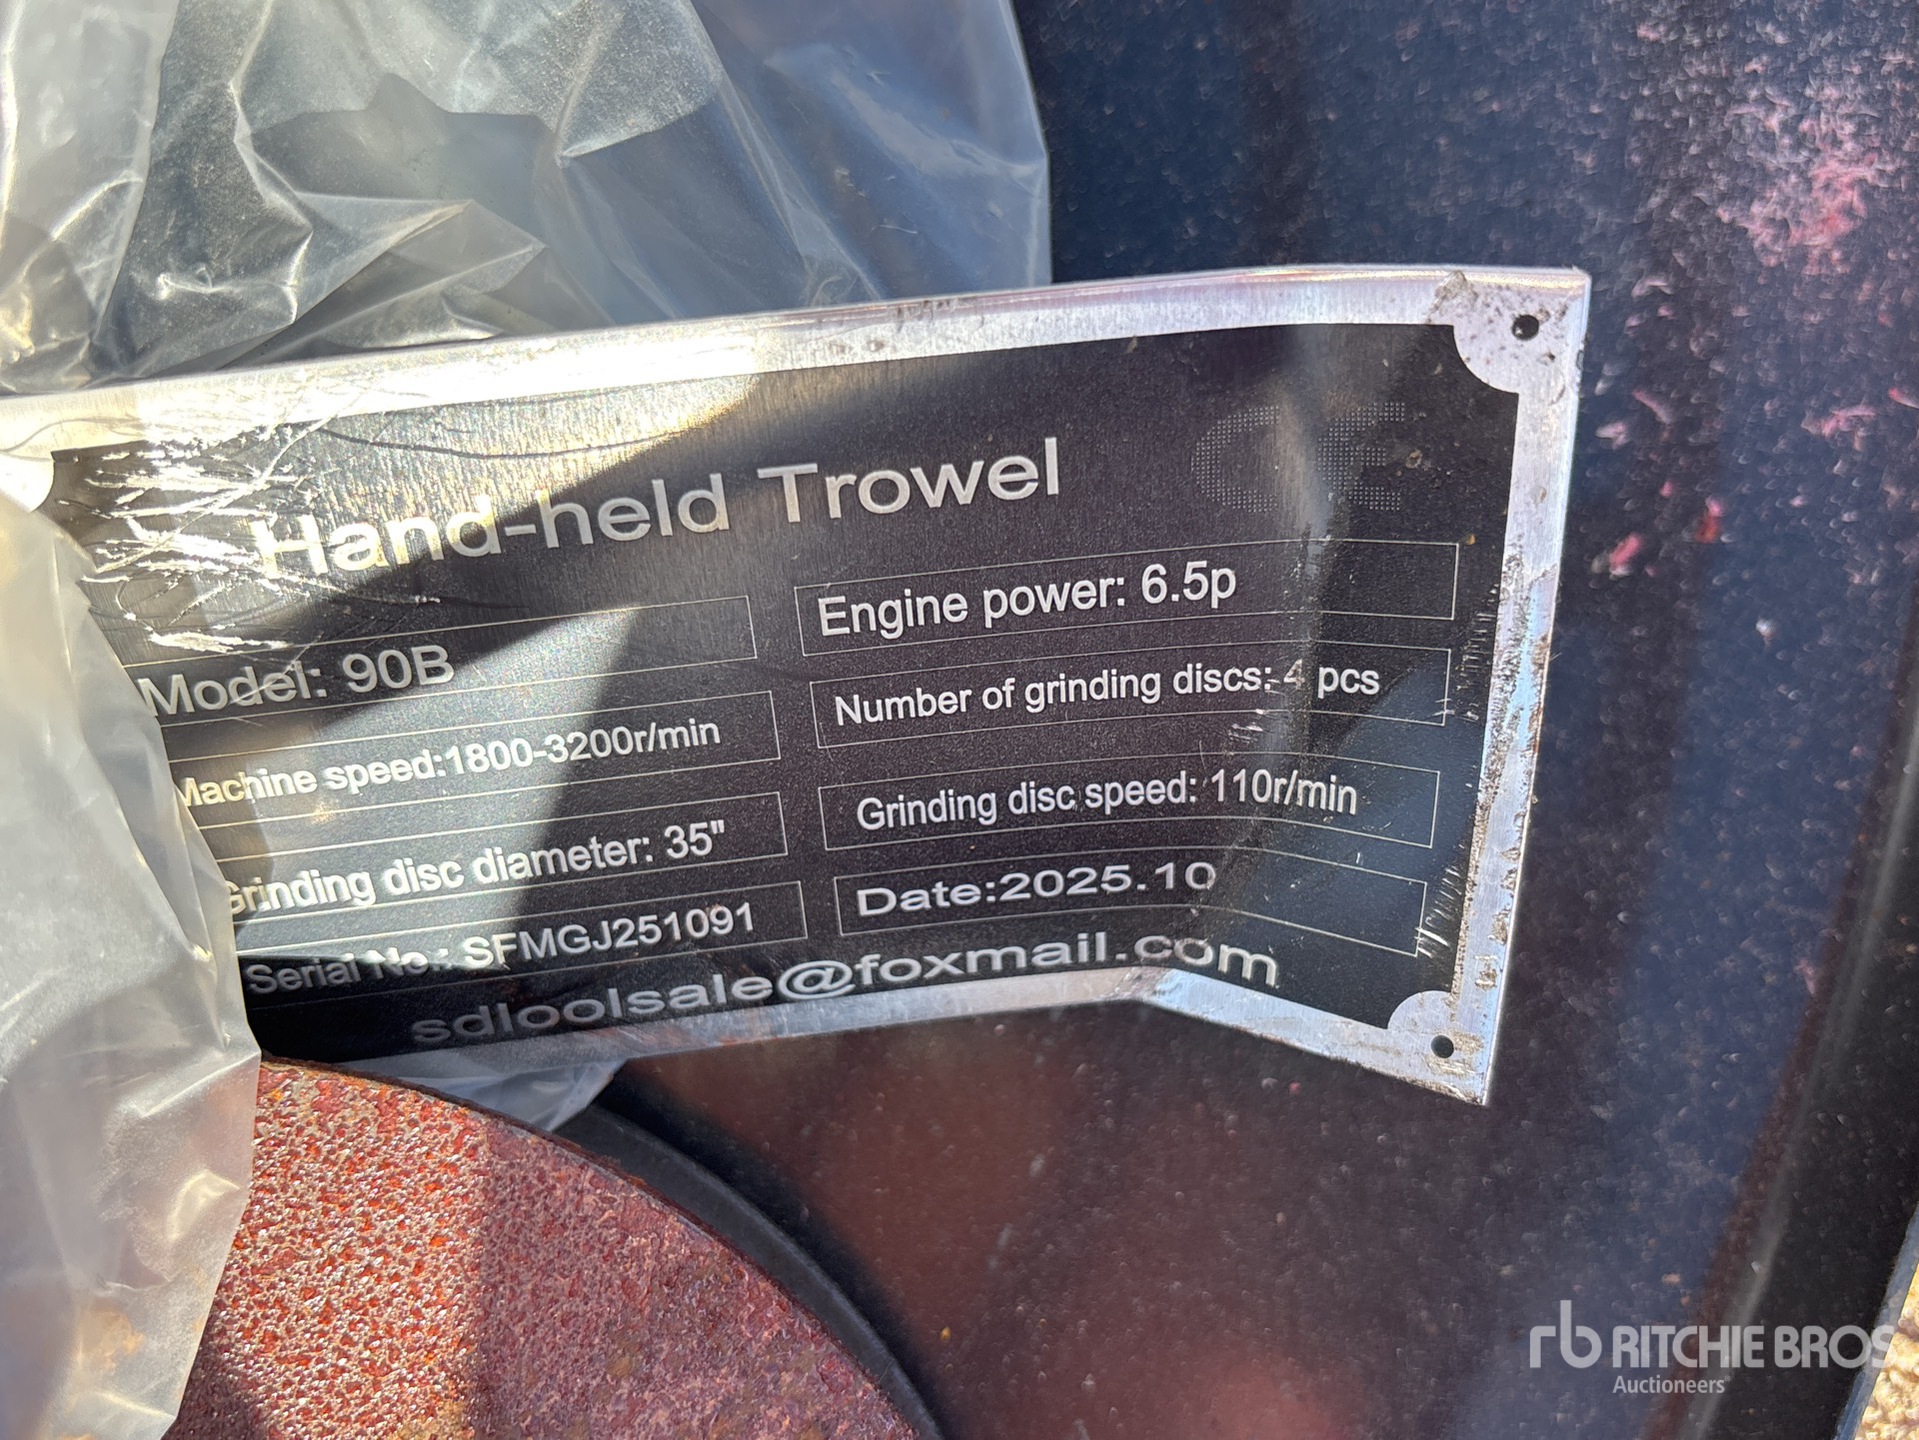 Hand-held Trowel
CE
Model: 90B
Engine power: 6.5p
Machine speed:1800-3200r/min
Number of grinding discs: 4 pcs
Grinding disc diameter: 35"
Grinding disc speed: 110r/min
Serial No.: SFMGJ251091
Date:2025.10
sdloolsale@foxmail.com
rb RITCHIE BROS
Auctioneers